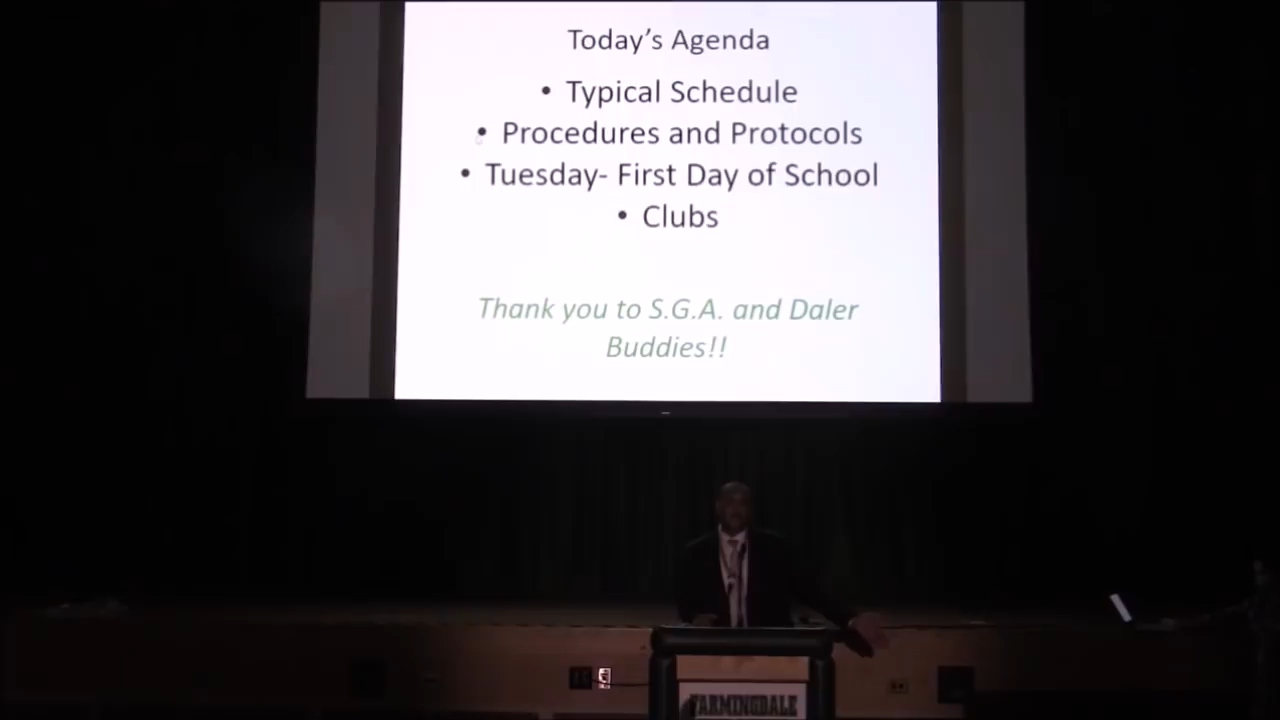 Today's Agenda
• Typical Schedule
• Procedures and Protocols
• Tuesday- First Day of School
• Clubs
Thank you to S.G.A. and Daler
Buddies!!
FARMINGDALE